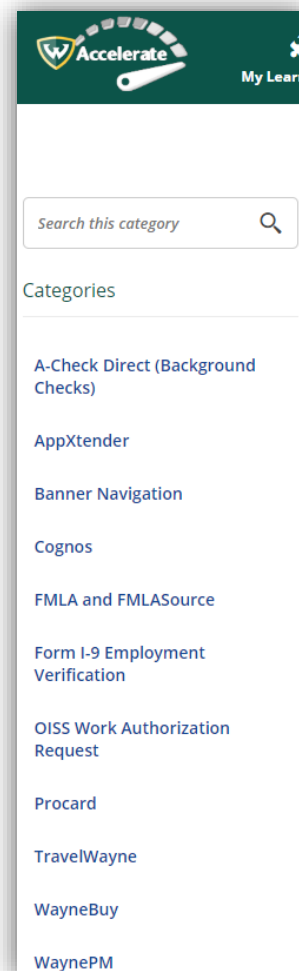 W Accelerate
My Lear
Search this category
Categories
A-Check Direct (Background
Checks)
AppXtender
Banner Navigation
Cognos
FMLA and FMLASource
Form I-9 Employment
Verification
OISS Work Authorization
Request
Procard
TravelWayne
WayneBuy
WaynePM